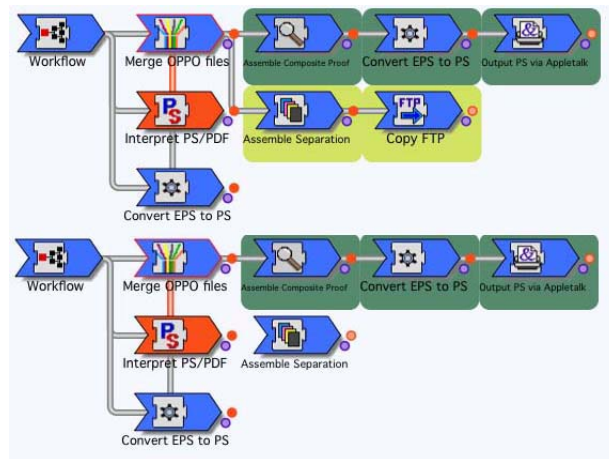 Workflow
Merge OPPO files
Assemble Composite Proof
Convert EPS to PS
Output PS via Appletalk
PS
Interpret PS/PDF
Assemble Separation
FTP
Copy FTP
Convert EPS to PS
Workflow
Merge OPPO files
Assemble Composite Proof
Convert EPS to PS
Output PS via Appletalk
PS
Interpret PS/PDF
Assemble Separation
Convert EPS to PS